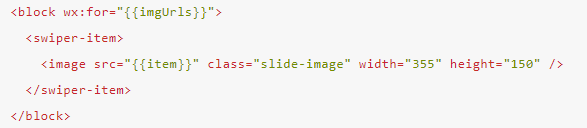 <block wx:for="{{imgUrls}}">
<swiper-item>
<image src="{{item}}" class="slide-image" width="355" height="150" />
</swiper-item>
</block>